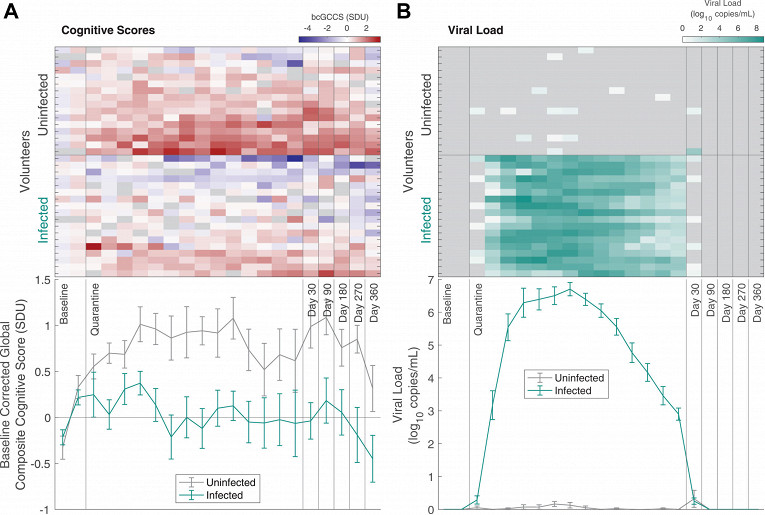 A
Cognitive Scores
bcGCCS (SDU)
-4 -2 0 2
Uninfected
Volunteers
Infected
1.5
1
0.5
0
-0.5
-1
Baseline Corrected Global
Composite Cognitive Score (SDU)
Baseline
Quarantine
Day 30
Day 90
Day 180
Day 270
Day 360
Uninfected
Infected
B
Viral Load
Viral Load
(log10 copies/mL)
0 2 4 6 8
Uninfected
Volunteers
Infected
7
6
5
4
3
2
1
0
Viral Load
(log10 copies/mL)
Baseline
Quarantine
Day 30
Day 90
Day 180
Day 270
Day 360
Uninfected
Infected